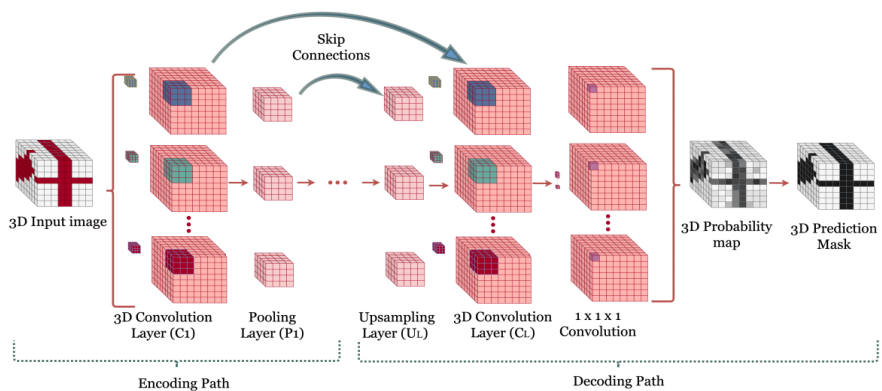 Skip
Connections
3D Input image
3D Probability
map
3D Prediction
Mask
3D Convolution
Layer (C1)
Pooling
Layer (P1)
Upsampling
Layer (UL)
3D Convolution
Layer (CL)
1 x 1 x 1
Convolution
Encoding Path
Decoding Path